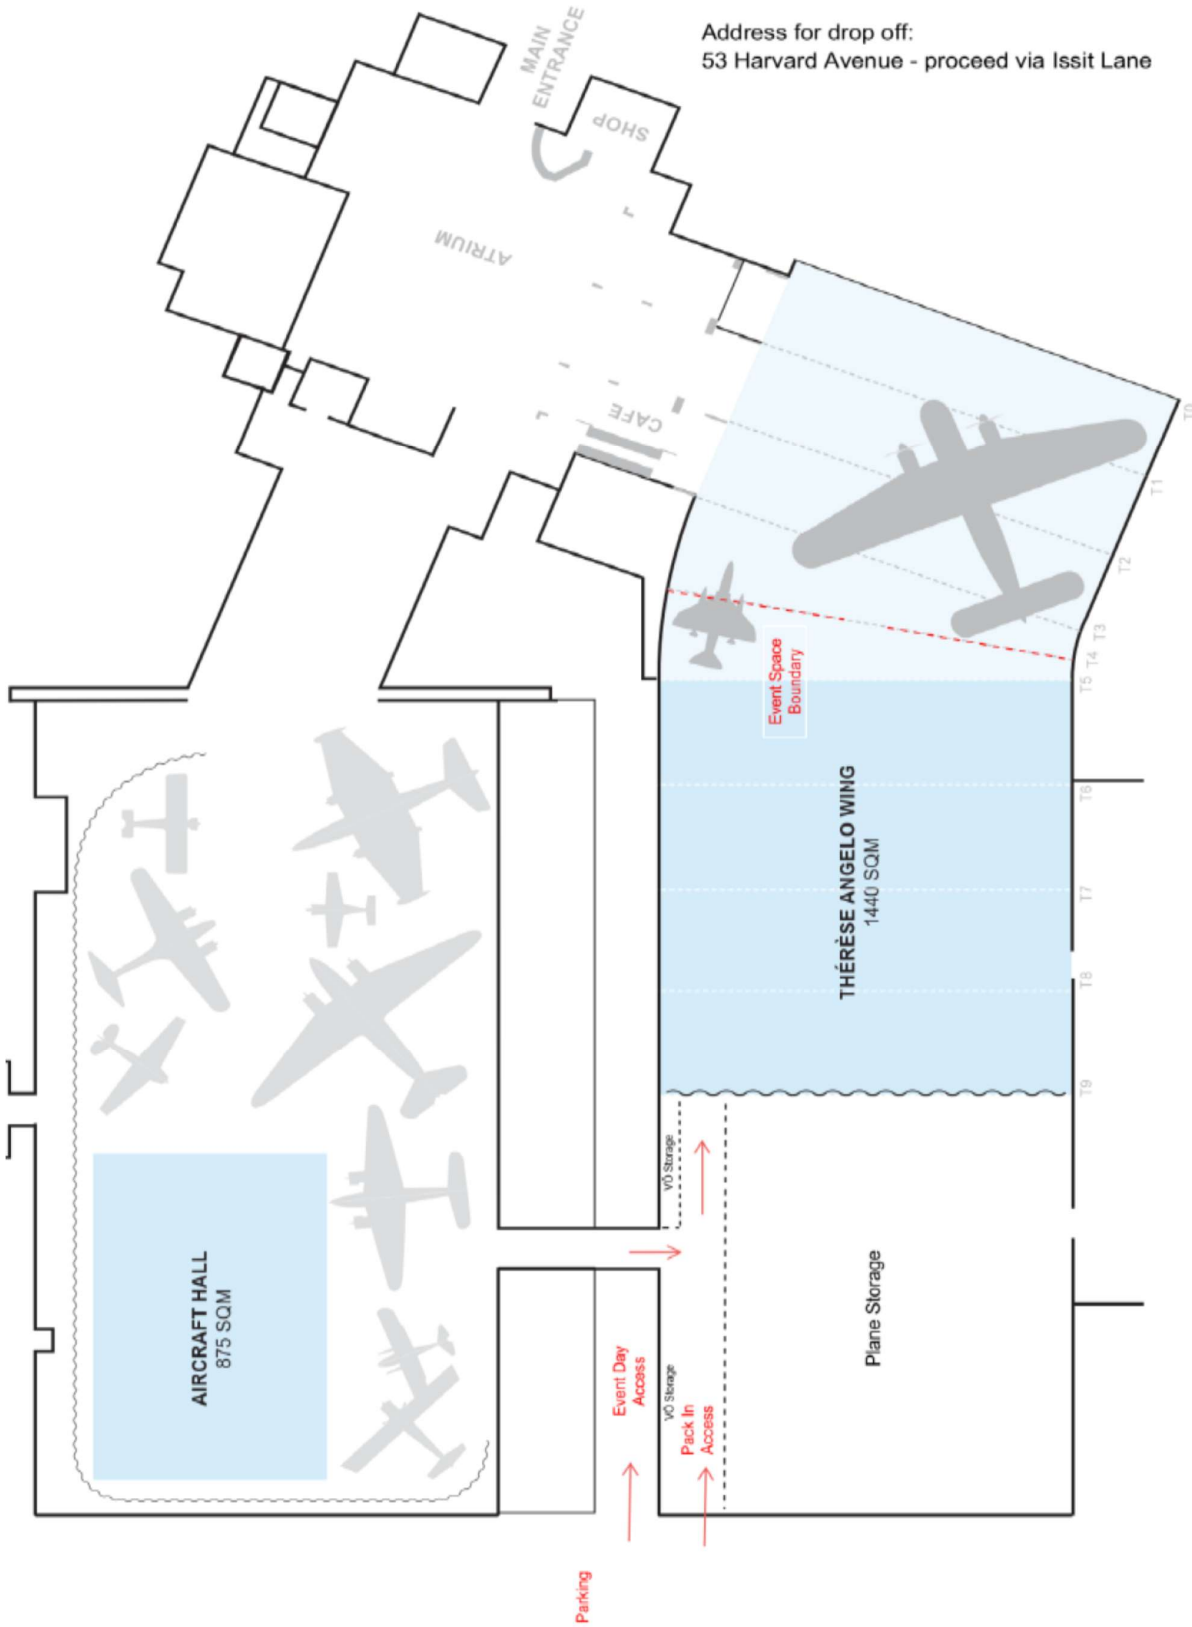 Address for drop off:
53 Harvard Avenue - proceed via Issit Lane
MAIN
ENTRANCE
SHOP
ATRIUM
CAFE
T0
T1
T2
T3
T4
T5
Event Space
Boundary
THÉRÈSE ANGELO WING
1440 SQM
T6
T7
T8
T9
AIRCRAFT HALL
875 SQM
VO Storage
Plane Storage
Event Day
Access
VO Storage
Pack In
Access
Parking